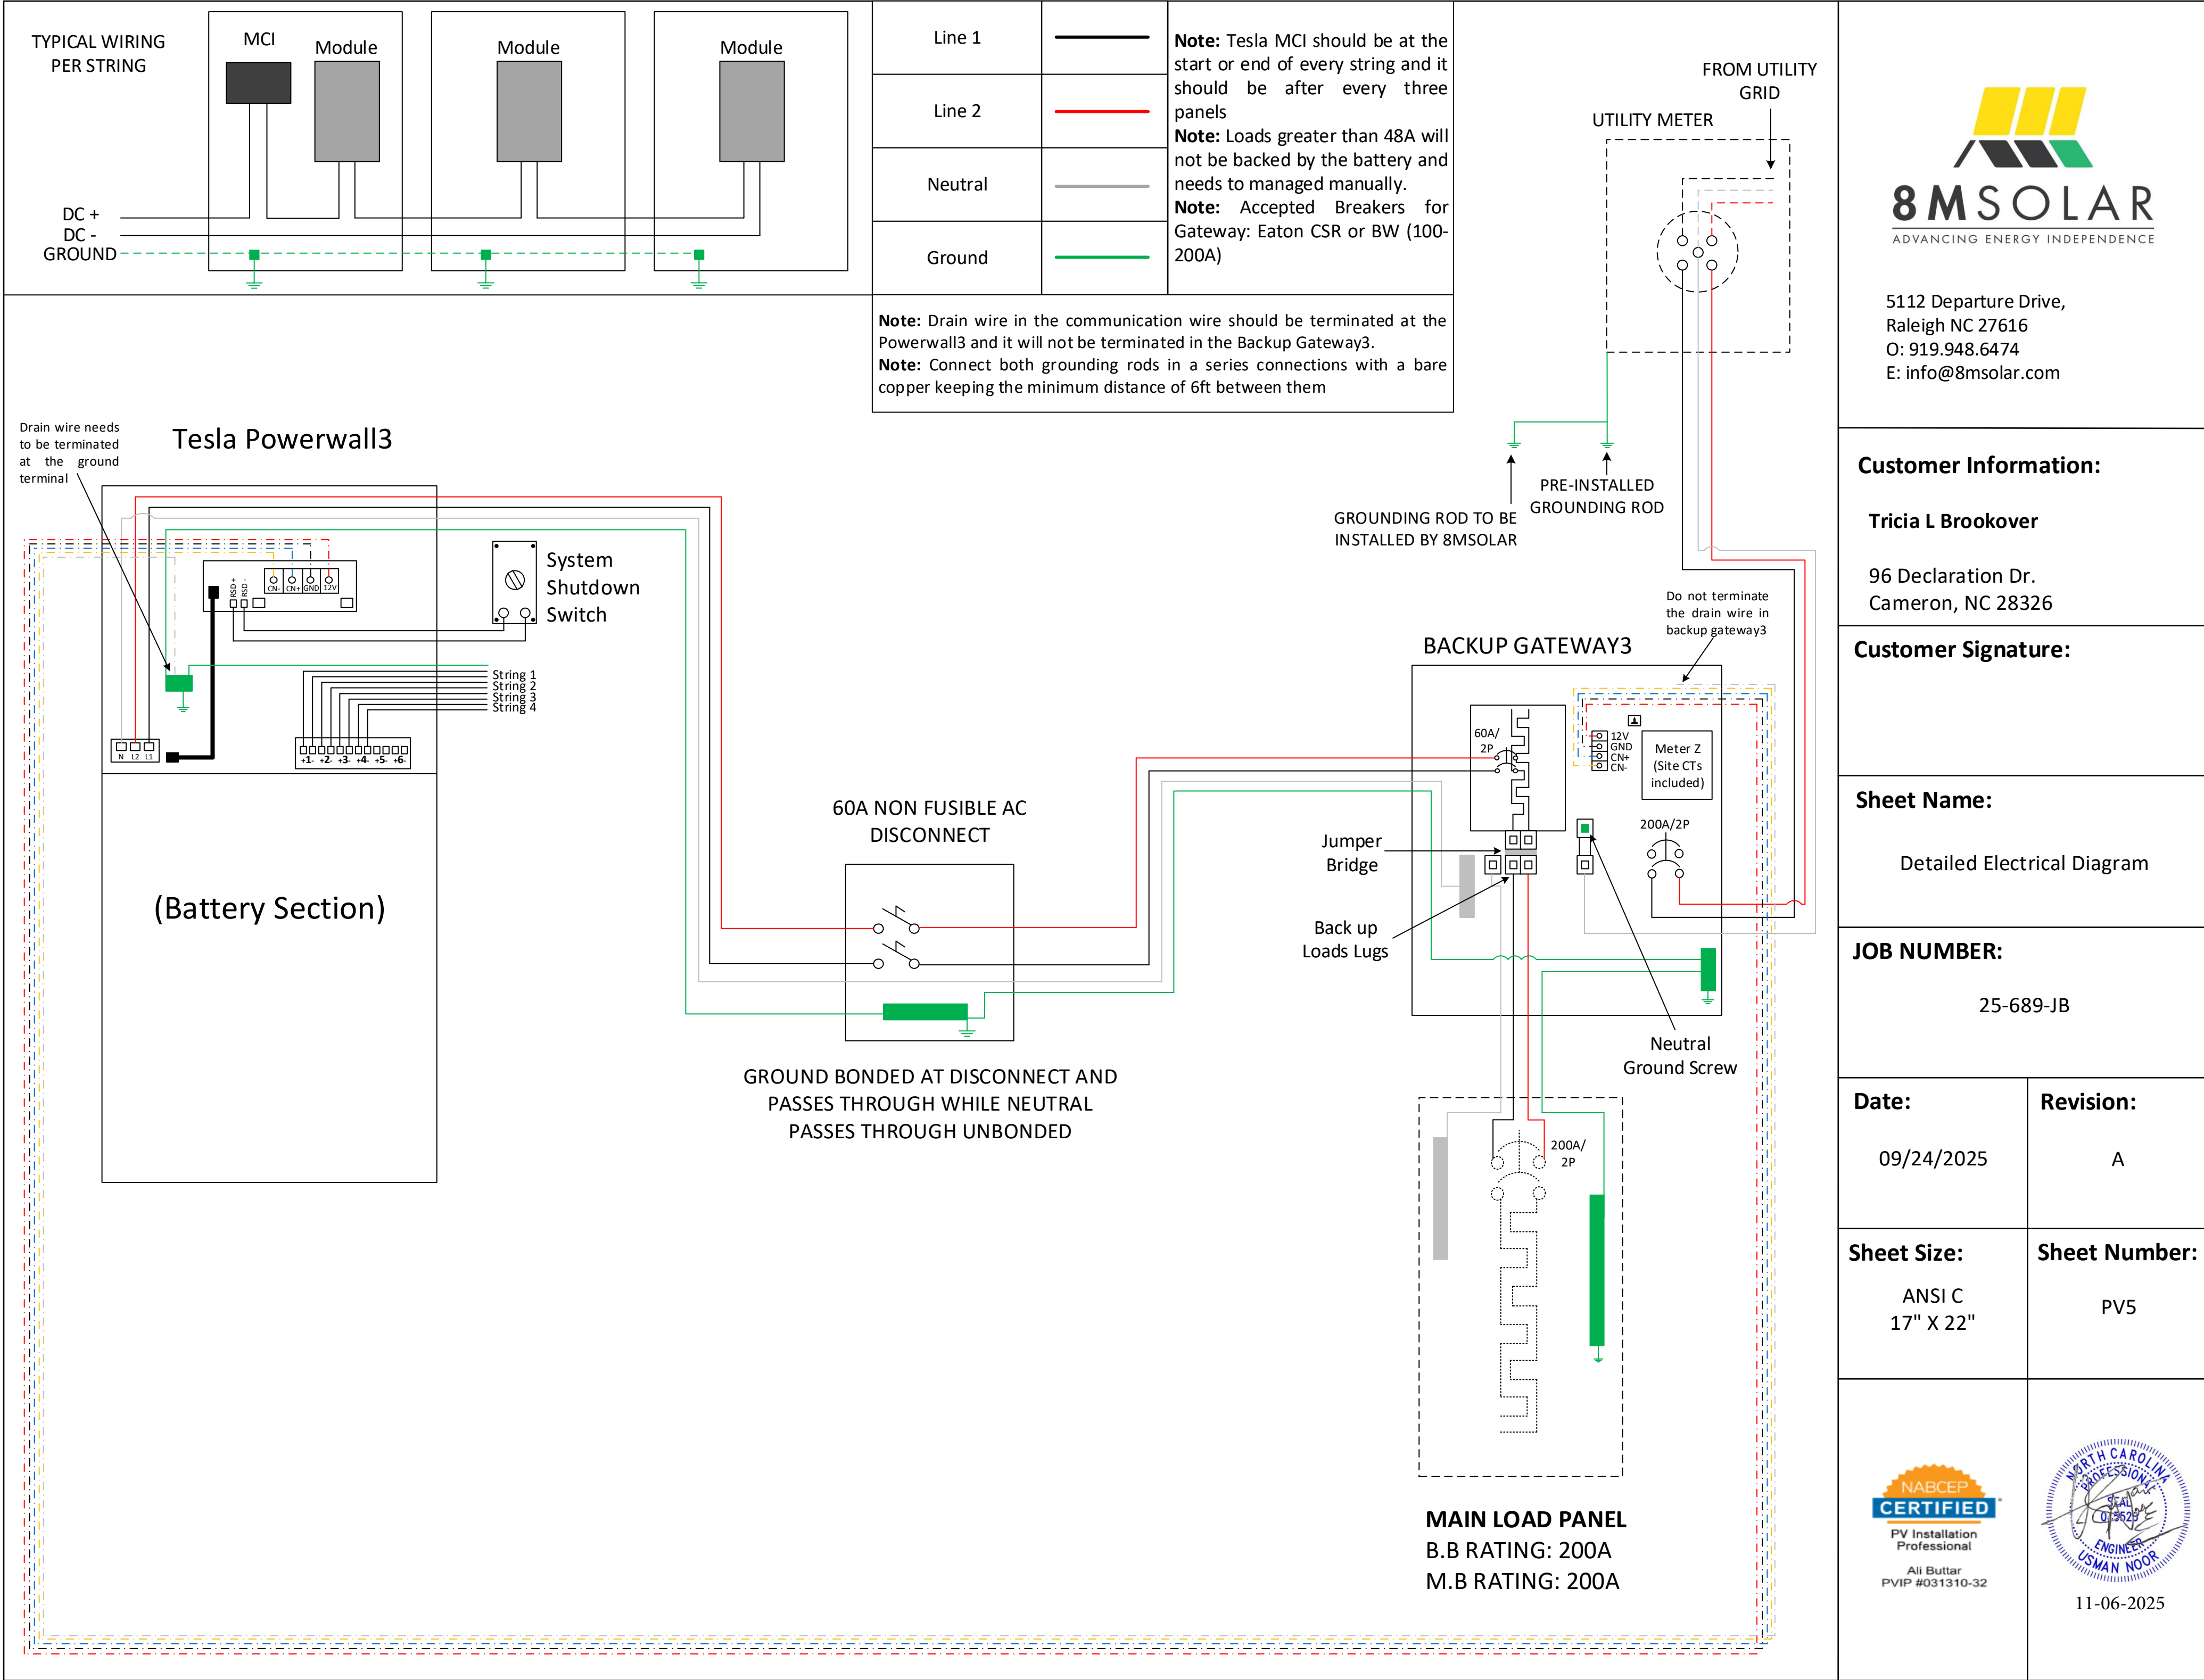 TYPICAL WIRING
PER STRING
MCI
Module
Module
Module
DC +
DC -
GROUND
Line 1
Line 2
Neutral
Ground
Note: Tesla MCI should be at the
start or end of every string and it
should be after every three
panels
Note: Loads greater than 48A will
not be backed by the battery and
needs to managed manually.
Note: Accepted Breakers for
Gateway: Eaton CSR or BW (100-
200A)
Note: Drain wire in the communication wire should be terminated at the
Powerwall3 and it will not be terminated in the Backup Gateway3.
Note: Connect both grounding rods in a series connections with a bare
copper keeping the minimum distance of 6ft between them
FROM UTILITY
GRID
UTILITY METER
PRE-INSTALLED
GROUNDING ROD
GROUNDING ROD TO BE
INSTALLED BY 8MSOLAR
Drain wire needs
to be terminated
at the ground
terminal
Tesla Powerwall3
RSD +
RSD -
CN- CN+ GND 12V
System
Shutdown
Switch
String 1
String 2
String 3
String 4
N L2 L1
+1- +2- +3- +4- +5- +6-
(Battery Section)
60A NON FUSIBLE AC
DISCONNECT
GROUND BONDED AT DISCONNECT AND
PASSES THROUGH WHILE NEUTRAL
PASSES THROUGH UNBONDED
Do not terminate
the drain wire in
backup gateway3
BACKUP GATEWAY3
60A/
2P
12V
GND
CN+
CN-
Meter Z
(Site CTs
included)
200A/2P
Jumper
Bridge
Back up
Loads Lugs
Neutral
Ground Screw
200A/
2P
MAIN LOAD PANEL
B.B RATING: 200A
M.B RATING: 200A
8MSOLAR
ADVANCING ENERGY INDEPENDENCE
5112 Departure Drive,
Raleigh NC 27616
O: 919.948.6474
E: info@8msolar.com
Customer Information:
Tricia L Brookover
96 Declaration Dr.
Cameron, NC 28326
Customer Signature:
Sheet Name:
Detailed Electrical Diagram
JOB NUMBER:
25-689-JB
Date:
09/24/2025
Revision:
A
Sheet Size:
ANSI C
17" X 22"
Sheet Number:
PV5
NABCEP
CERTIFIED
PV Installation
Professional
Ali Buttar
PVIP #031310-32
NORTH CAROLINA
PROFESSIONAL
SEAL
ENGINEER
USMAN NOOR
11-06-2025